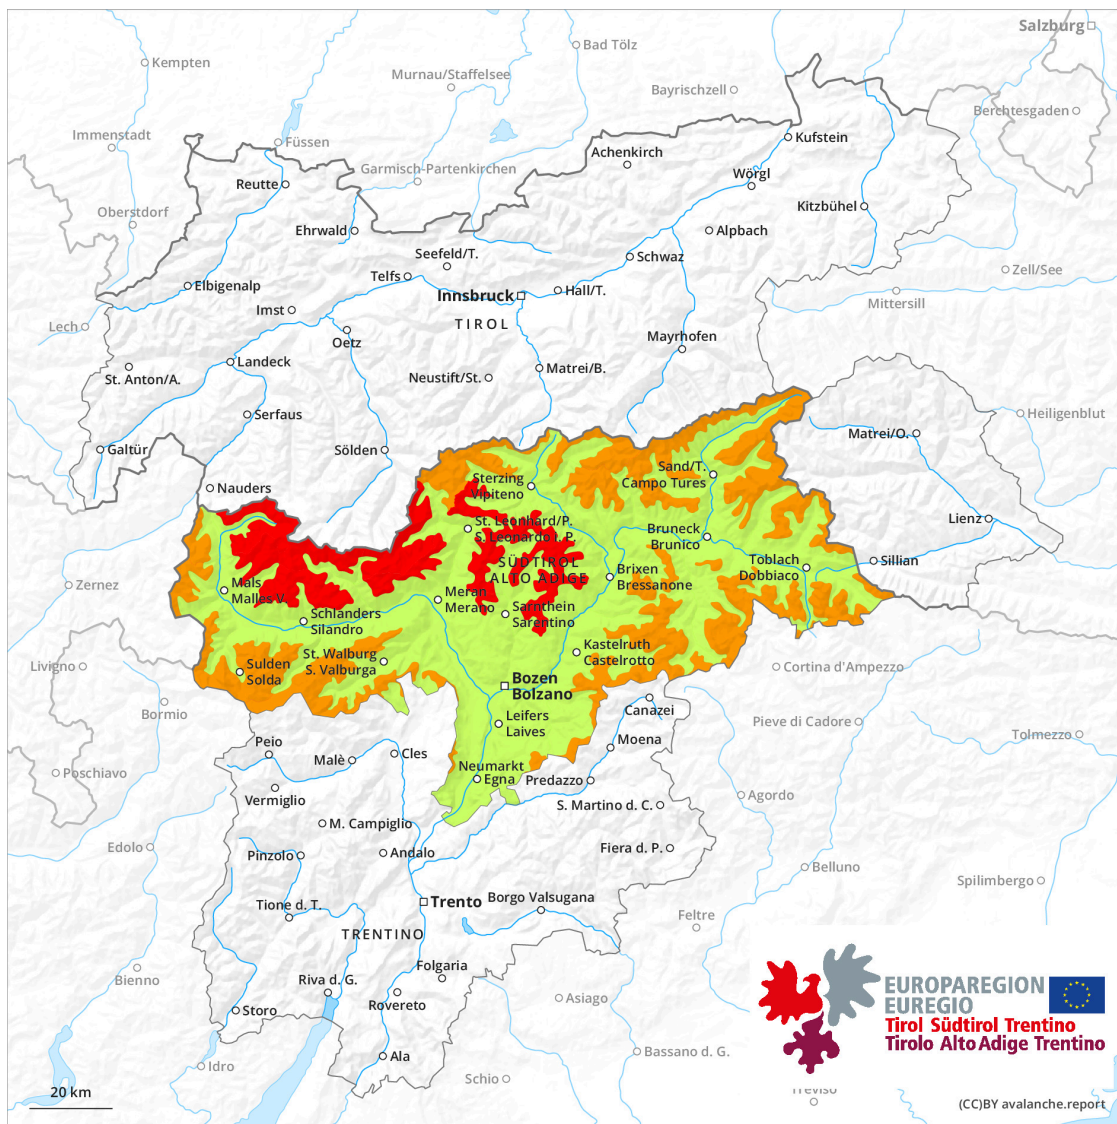 Salzburg
Bad Tölz
Kempten
Murnau/Staffelsee
Bayrischzell
Berchtesgaden
Immenstadt
Füssen
Kufstein
Achenkirch
Garmisch-Partenkirchen
Wörgl
Reutte
Kitzbühel
Oberstdorf
Ehrwald
Alpbach
Seefeld/T.
Schwaz
Zell/See
Telfs
Elbigenalp
Hall/T.
Innsbruck
Mittersill
Imst
TIROL
Lech
Oetz
Mayrhofen
Landeck
Matrei/B.
St. Anton/A.
Neustift/St.
Serfaus
Heiligenblut
Matrei/O.
Galtür
Sölden
Sand/T.
Campo Tures
Sterzing
Vipiteno
Nauders
Lienz
St. Leonhard/P.
S. Leonardo i. P.
Bruneck
Brunico
SÜDTIROL
ALTO ADIGE
Toblach
Dobbiaco
Sillian
Brixen
Bressanone
Zernez
Mals
Malles V.
Meran
Merano
Sarnthein
Sarentino
Schlanders
Silandro
Kastelruth
Castelrotto
St. Walburg
S. Valburga
Livigno
Sulden
Solda
Cortina d'Ampezzo
Bozen
Bolzano
Canazei
Bormio
Leifers
Laives
Pieve di Cadore
Tolmezzo
Peio
Moena
Malè
Cles
Neumarkt
Egna
Predazzo
Poschiavo
Vermiglio
Agordo
S. Martino d. C.
M. Campiglio
Edolo
Pinzolo
Andalo
Fiera d. P.
Belluno
Spilimbergo
Trento
Borgo Valsugana
Tione d. T.
Feltre
TRENTINO
Folgaria
Bienno
Riva d. G.
EUROPAREGION
EUREGIO
Tirol Südtirol Trentino
Tirolo Alto Adige Trentino
Asiago
Rovereto
Storo
Bassano d. G.
Ala
Idro
Schio
Treviso
20 km
(CC)BY avalanche.report